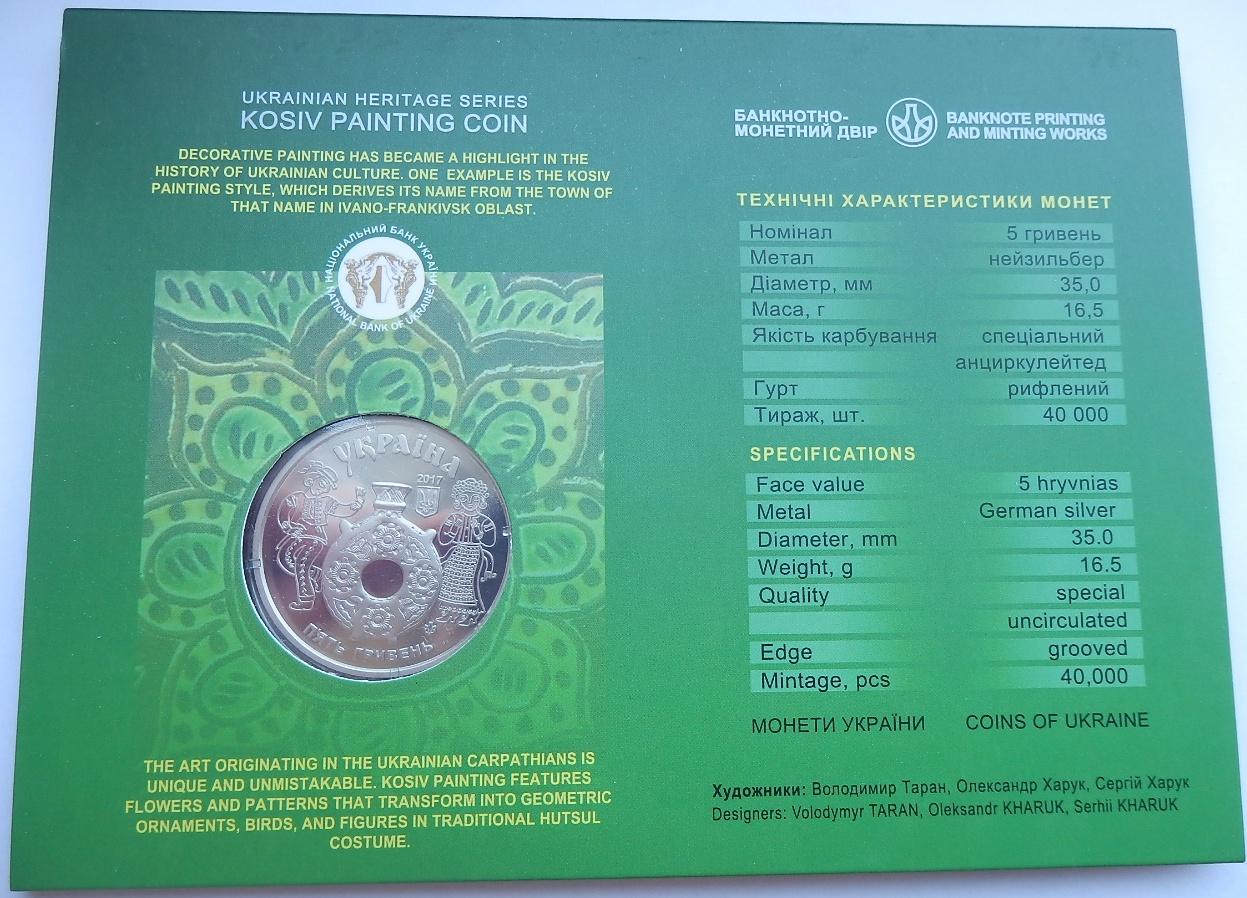 UKRAINIAN HERITAGE SERIES
KOSIV PAINTING COIN
DECORATIVE PAINTING HAS BECAME A HIGHLIGHT IN THE
HISTORY OF UKRAINIAN CULTURE. ONE EXAMPLE IS THE KOSIV
PAINTING STYLE, WHICH DERIVES ITS NAME FROM THE TOWN OF
THAT NAME IN IVANO-FRANKIVSK OBLAST.
НАЦІОНАЛЬНИЙ БАНК УКРАЇНИ
NATIONAL BANK OF UKRAINE
УКРАЇНА
2017
П'ЯТЬ ГРИВЕНЬ
THE ART ORIGINATING IN THE UKRAINIAN CARPATHIANS IS
UNIQUE AND UNMISTAKABLE. KOSIV PAINTING FEATURES
FLOWERS AND PATTERNS THAT TRANSFORM INTO GEOMETRIC
ORNAMENTS, BIRDS, AND FIGURES IN TRADITIONAL HUTSUL
COSTUME.
БАНКНОТНО-
МОНЕТНИЙ ДВІР
BANKNOTE PRINTING
AND MINTING WORKS
ТЕХНІЧНІ ХАРАКТЕРИСТИКИ МОНЕТ
Номінал 5 гривень
Метал нейзильбер
Діаметр, мм 35,0
Маса, г 16,5
Якість карбування спеціальний
анциркулейтед
Гурт рифлений
Тираж, шт. 40 000
SPECIFICATIONS
Face value 5 hryvnias
Metal German silver
Diameter, mm 35.0
Weight, g 16.5
Quality special
uncirculated
Edge grooved
Mintage, pcs 40,000
МОНЕТИ УКРАЇНИ COINS OF UKRAINE
Художники: Володимир Таран, Олександр Харук, Сергій Харук
Designers: Volodymyr TARAN, Oleksandr KHARUK, Serhii KHARUK